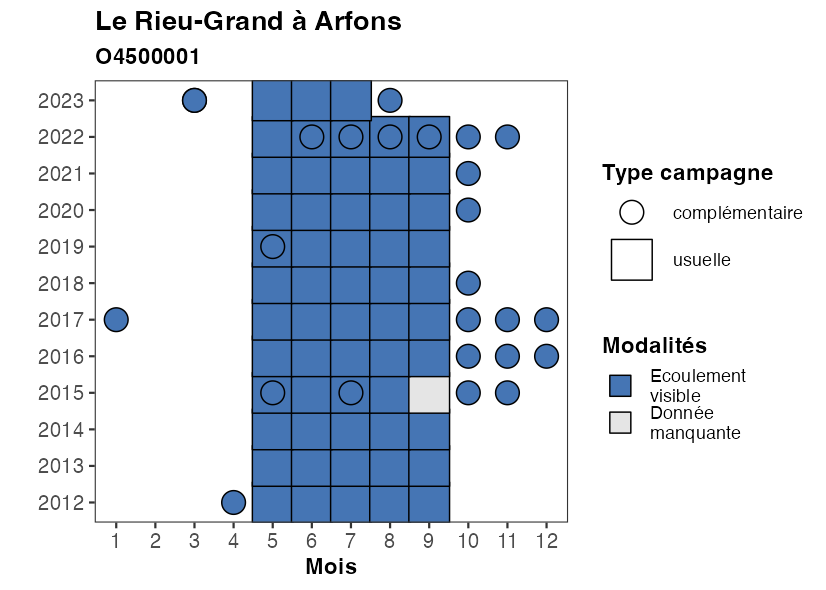 Le Rieu-Grand à Arfons
O4500001
2023
2022
2021
2020
2019
2018
2017
2016
2015
2014
2013
2012
1 2 3 4 5 6 7 8 9 10 11 12
Mois
Type campagne
complémentaire
usuelle
Modalités
Ecoulement
visible
Donnée
manquante